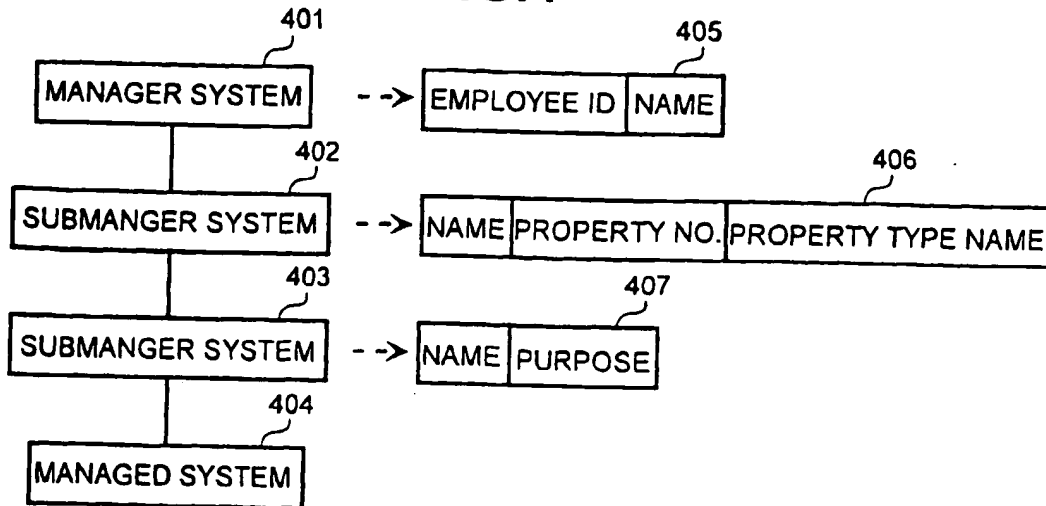 401
405
MANAGER SYSTEM
EMPLOYEE ID NAME
402
406
SUBMANGER SYSTEM
NAME PROPERTY NO. PROPERTY TYPE NAME
403
407
SUBMANGER SYSTEM
NAME PURPOSE
404
MANAGED SYSTEM